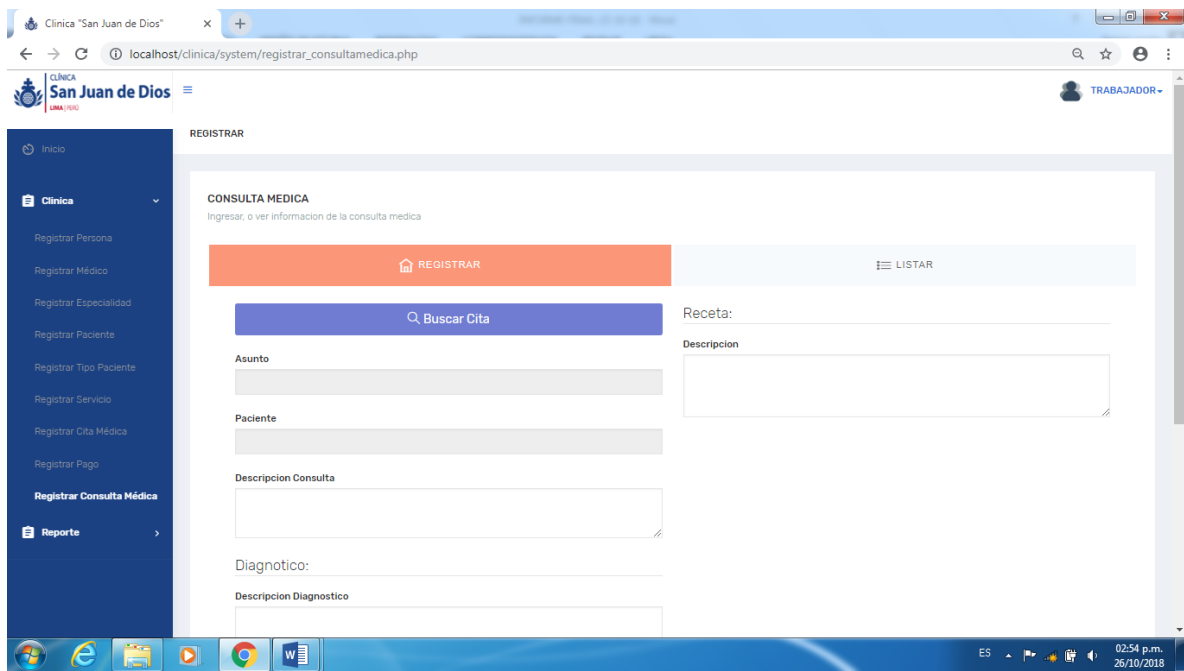 Clinica "San Juan de Dios"
localhost/clinica/system/registrar_consultamedica.php
CLÍNICA
San Juan de Dios
LIMA | PERÚ
TRABAJADOR
REGISTRAR
Inicio
Clinica
Registrar Persona
Registrar Médico
Registrar Especialidad
Registrar Paciente
Registrar Tipo Paciente
Registrar Servicio
Registrar Cita Médica
Registrar Pago
Registrar Consulta Médica
Reporte
CONSULTA MEDICA
Ingresar, o ver informacion de la consulta medica
REGISTRAR
LISTAR
Buscar Cita
Asunto
Paciente
Descripcion Consulta
Diagnotico:
Descripcion Diagnostico
Receta:
Descripcion
ES
02:54 p.m.
26/10/2018